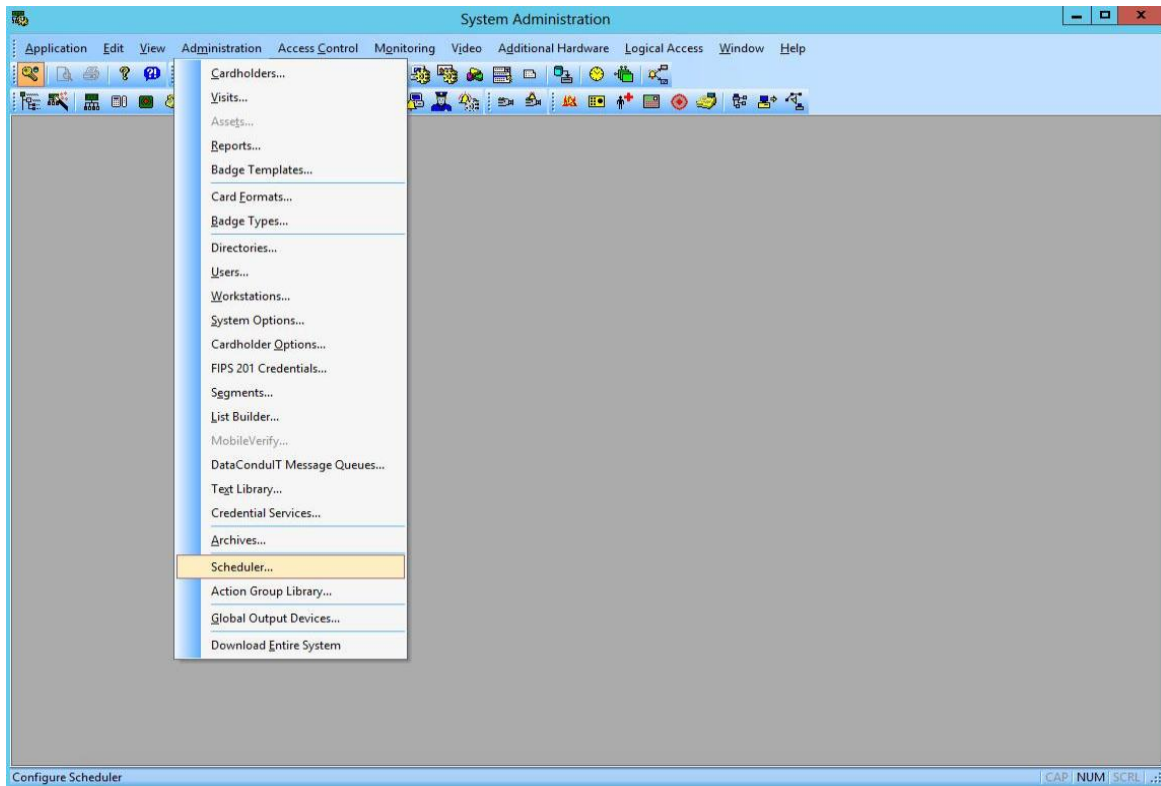 System Administration
Application Edit View Administration Access Control Monitoring Video Additional Hardware Logical Access Window Help
Cardholders...
Visits...
Assets...
Reports...
Badge Templates...
Card Formats...
Badge Types...
Directories...
Users...
Workstations...
System Options...
Cardholder Options...
FIPS 201 Credentials...
Segments...
List Builder...
MobileVerify...
DataConduIT Message Queues...
Text Library...
Credential Services...
Archives...
Scheduler...
Action Group Library...
Global Output Devices...
Download Entire System
Configure Scheduler CAP NUM SCRL